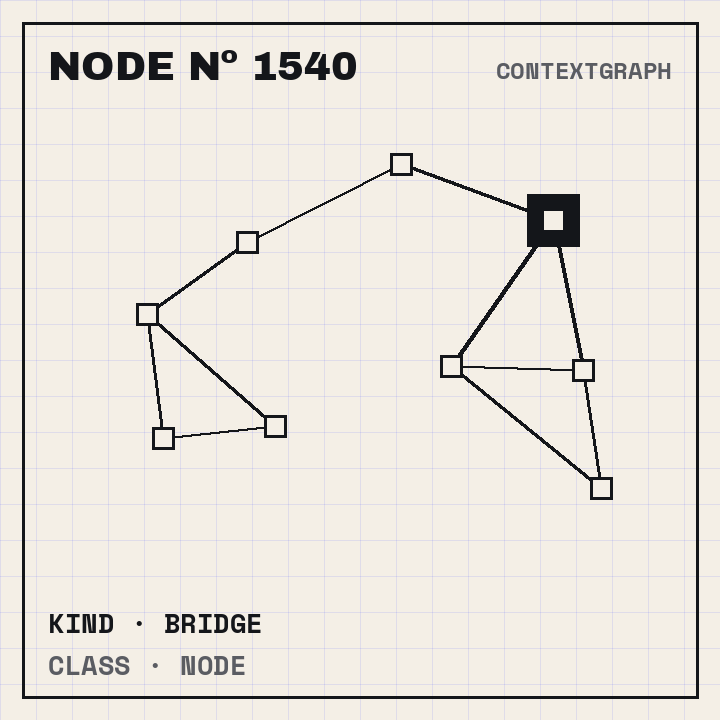 NODE Nº 1540
CONTEXTGRAPH
KIND · BRIDGE
CLASS · NODE